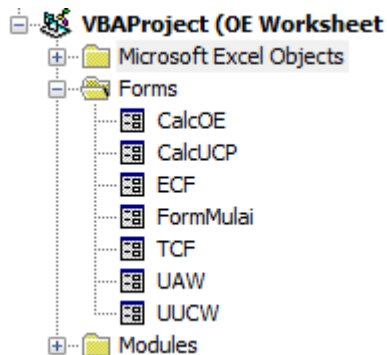 VBAProject (OE Worksheet
Microsoft Excel Objects
Forms
CalcOE
CalcUCP
ECF
FormMulai
TCF
UAW
UUCW
Modules